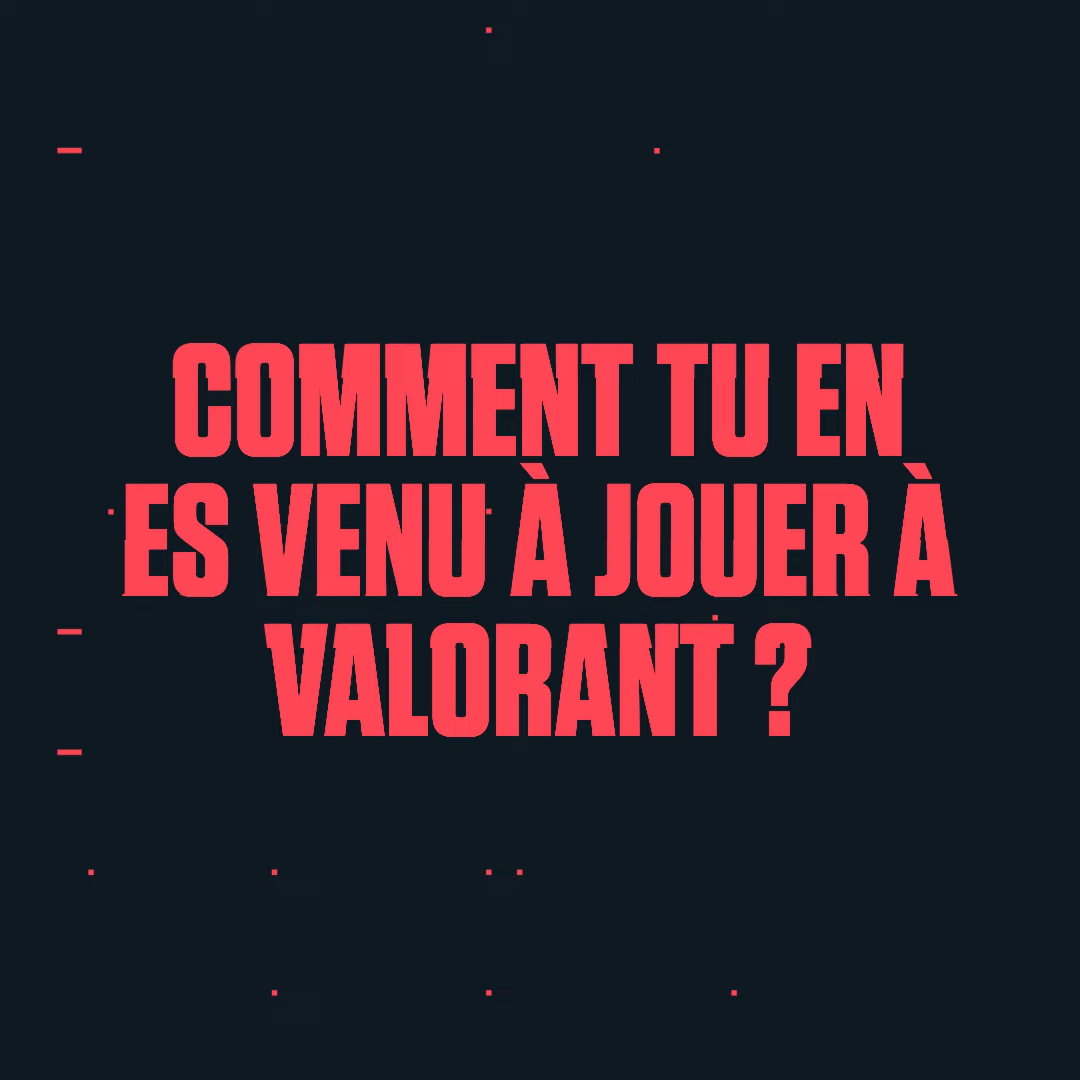 COMMENT TU EN
ES VENU À JOUER À
VALORANT ?